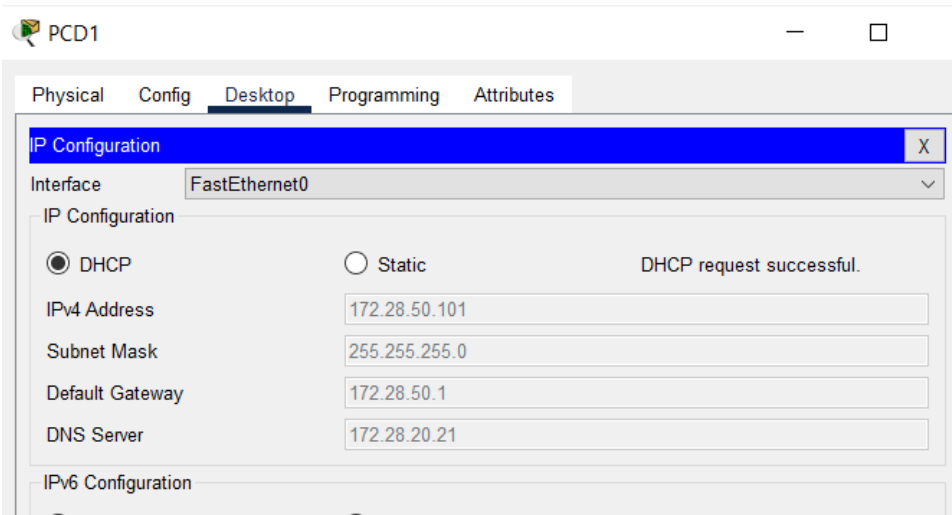 PCD1
Physical Config Desktop Programming Attributes
IP Configuration X
Interface FastEthernet0
IP Configuration
DHCP Static DHCP request successful.
IPv4 Address 172.28.50.101
Subnet Mask 255.255.255.0
Default Gateway 172.28.50.1
DNS Server 172.28.20.21
IPv6 Configuration